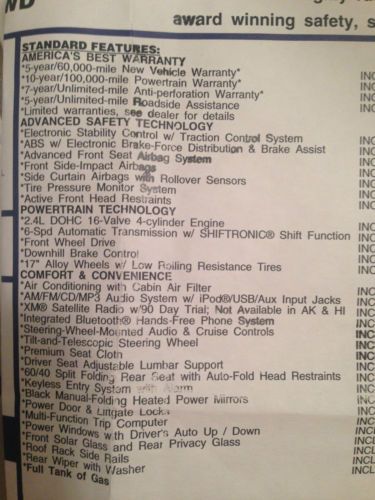 WD
award winning safety, s
STANDARD FEATURES:
AMERICA'S BEST WARRANTY
*5-year/60,000-mile New Vehicle Warranty*
*10-year/100,000-mile Powertrain Warranty*
*7-year/Unlimited-mile Anti-perforation Warranty*
*5-year/Unlimited-mile Roadside Assistance
*Limited warranties, see dealer for details
ADVANCED SAFETY TECHNOLOGY
*Electronic Stability Control w/ Traction Control System
*ABS w/ Electronic Brake-Force Distribution & Brake Assist
*Advanced Front Seat Airbag System
*Front Side-Impact Airbags
*Side Curtain Airbags with Rollover Sensors
*Tire Pressure Monitor System
*Active Front Head Restraints
POWERTRAIN TECHNOLOGY
*2.4L DOHC 16-Valve 4-cylinder Engine
*6-Spd Automatic Transmission w/ SHIFTRONIC® Shift Function
*Front Wheel Drive
*Downhill Brake Control
*17" Alloy Wheels w/ Low Rolling Resistance Tires
COMFORT & CONVENIENCE
*Air Conditioning with Cabin Air Filter
*AM/FM/CD/MP3 Audio System w/ iPod®/USB/Aux Input Jacks
*XM® Satellite Radio w/90 Day Trial; Not Available in AK & HI
*Integrated Bluetooth® Hands-Free Phone System
*Steering-Wheel-Mounted Audio & Cruise Controls
*Tilt-and-Telescopic Steering Wheel
*Premium Seat Cloth
*Driver Seat Adjustable Lumbar Support
*60/40 Split Folding Rear Seat with Auto-Fold Head Restraints
*Keyless Entry System with Alarm
*Black Manual-Folding Heated Power Mirrors
*Power Door & Liftgate Locks
*Multi-Function Trip Computer
*Power Windows with Driver's Auto Up / Down
*Front Solar Glass and Rear Privacy Glass
*Roof Rack Side Rails
*Rear Wiper with Washer
*Full Tank of Gas